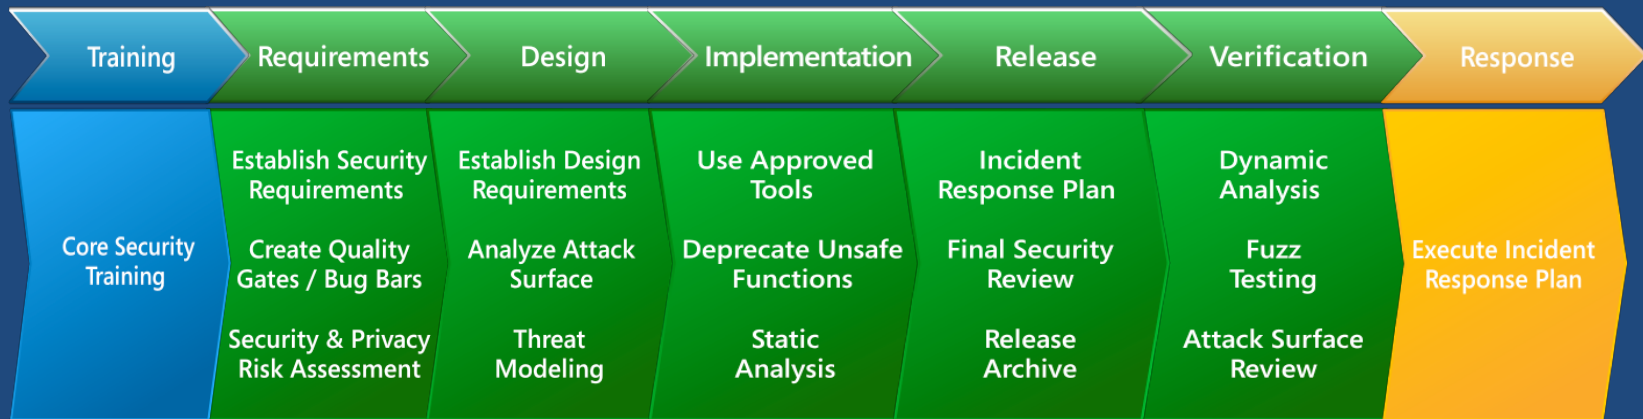 Training
Requirements
Design
Implementation
Release
Verification
Response
Core Security
Training
Establish Security
Requirements
Create Quality
Gates / Bug Bars
Security & Privacy
Risk Assessment
Establish Design
Requirements
Analyze Attack
Surface
Threat
Modeling
Use Approved
Tools
Deprecate Unsafe
Functions
Static
Analysis
Incident
Response Plan
Final Security
Review
Release
Archive
Dynamic
Analysis
Fuzz
Testing
Attack Surface
Review
Execute Incident
Response Plan